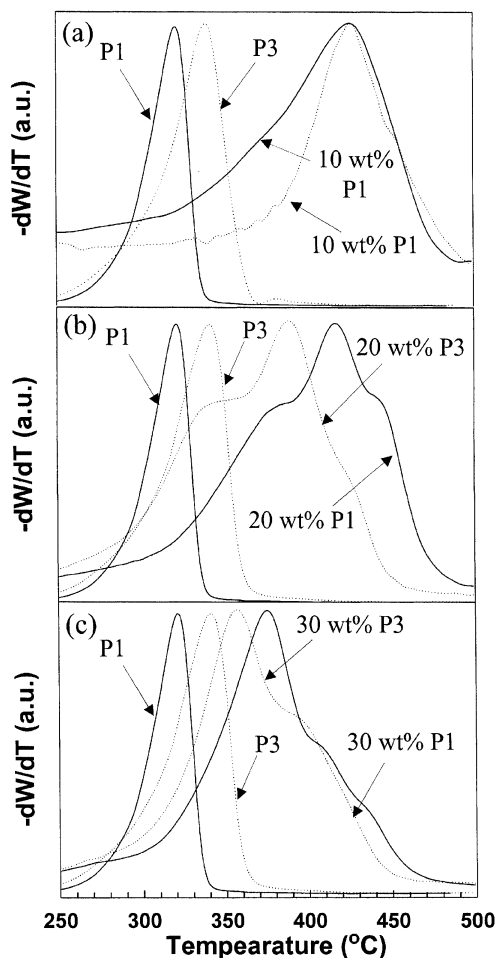 (a)
P1
P3
10 wt%
P1
10 wt% P1
-dW/dT (a.u.)
(b)
P1
P3
20 wt% P3
20 wt% P1
-dW/dT (a.u.)
(c)
P1
30 wt% P3
P3
30 wt% P1
-dW/dT (a.u.)
250 300 350 400 450 500
Tempearature (°C)